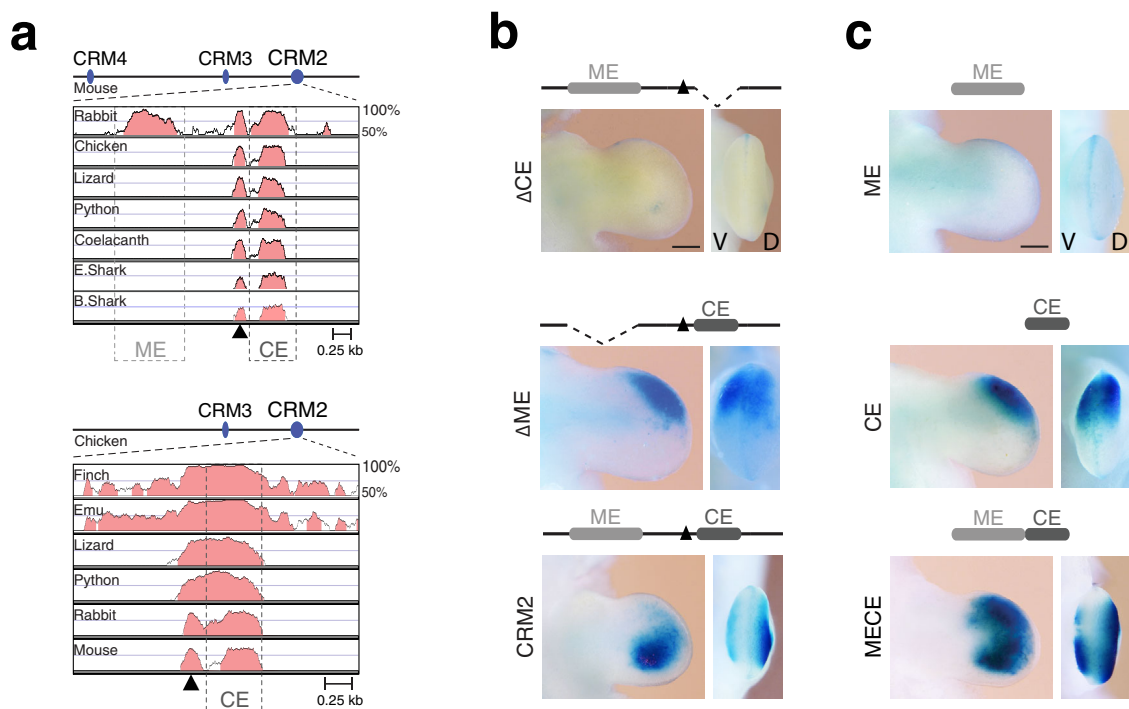 a
CRM4 CRM3 CRM2
Mouse
Rabbit 100%
50%
Chicken
Lizard
Python
Coelacanth
E.Shark
B.Shark
ME CE 0.25 kb
CRM3 CRM2
Chicken
Finch 100%
50%
Emu
Lizard
Python
Rabbit
Mouse
CE 0.25 kb
b
ME
ΔCE
V D
CE
ΔME
ME CE
CRM2
c
ME
ME
V D
CE
CE
ME CE
MECE